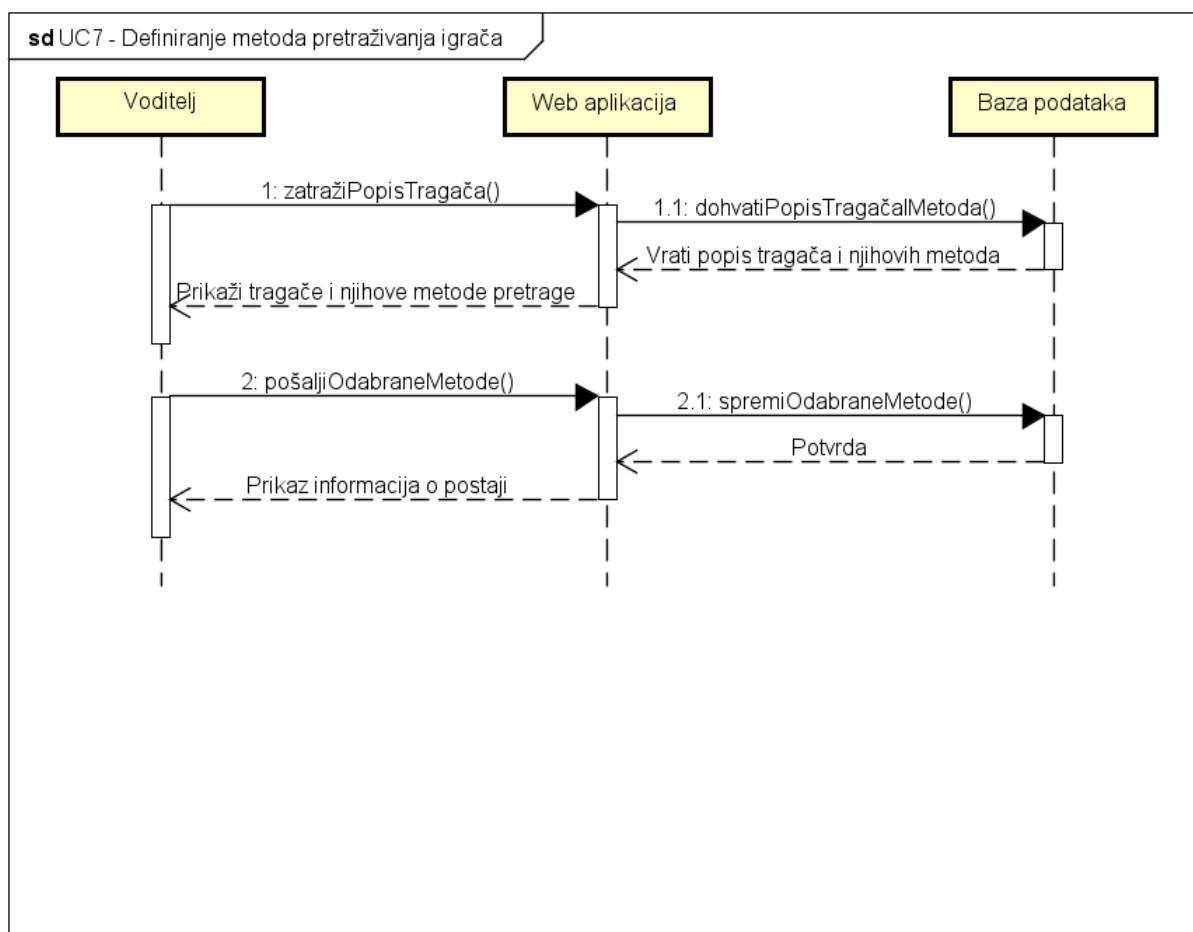 sd UC7 - Definiranje metoda pretraživanja igrača
Voditelj
Web aplikacija
Baza podataka
1: zatražiPopisTragača()
1.1: dohvatiPopisTragačaIMetoda()
Vrati popis tragača i njihovih metoda
Prikaži tragače i njihove metode pretrage
2: pošaljiOdabraneMetode()
2.1: spremiOdabraneMetode()
Potvrda
Prikaz informacija o postaji